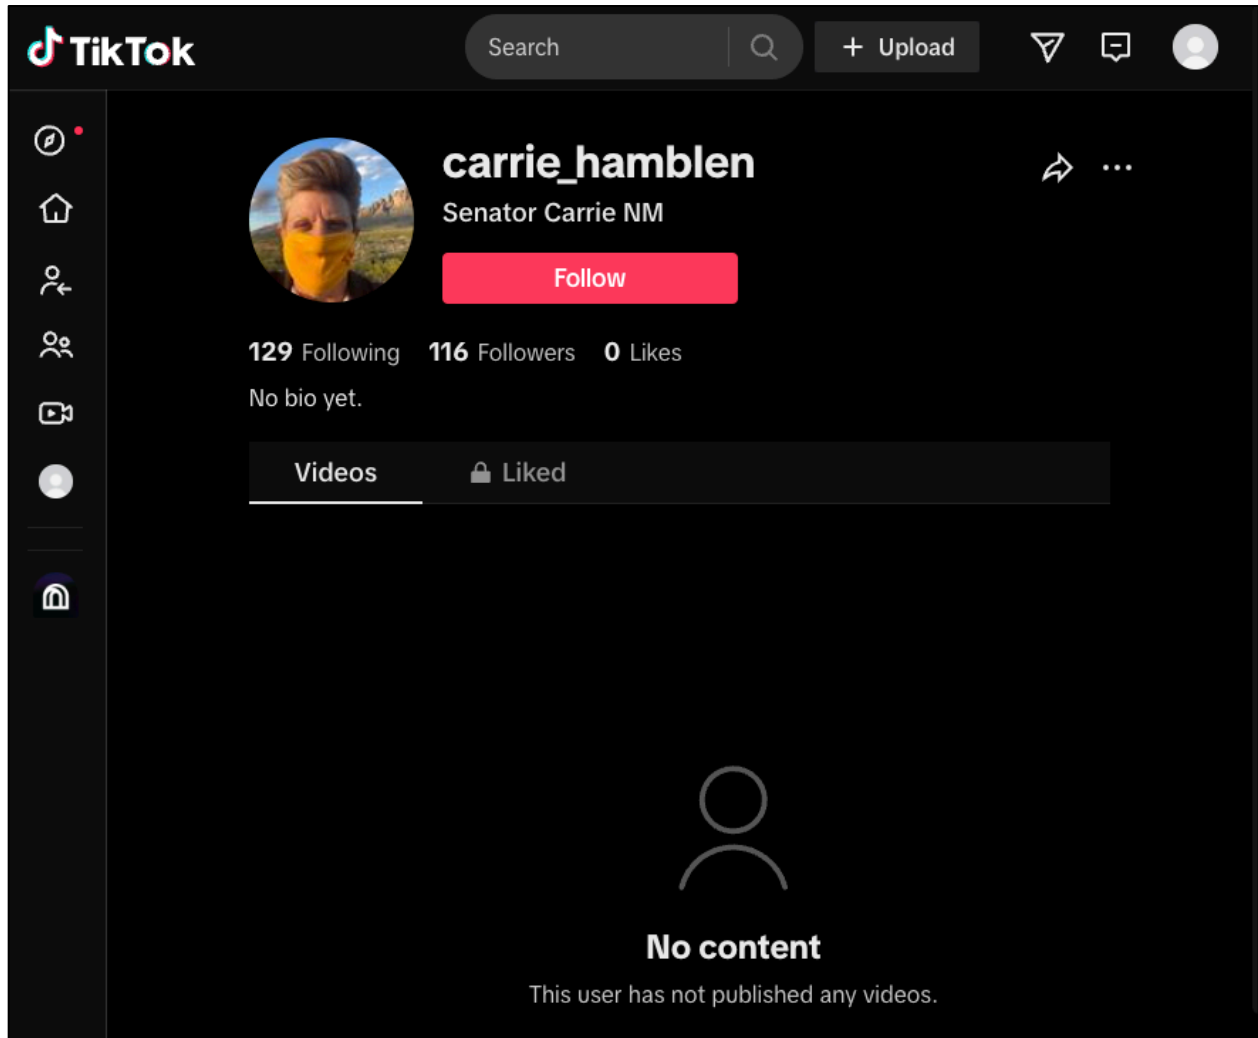 TikTok
Search
+ Upload
carrie_hamblen
Senator Carrie NM
Follow
129 Following 116 Followers 0 Likes
No bio yet.
Videos Liked
No content
This user has not published any videos.